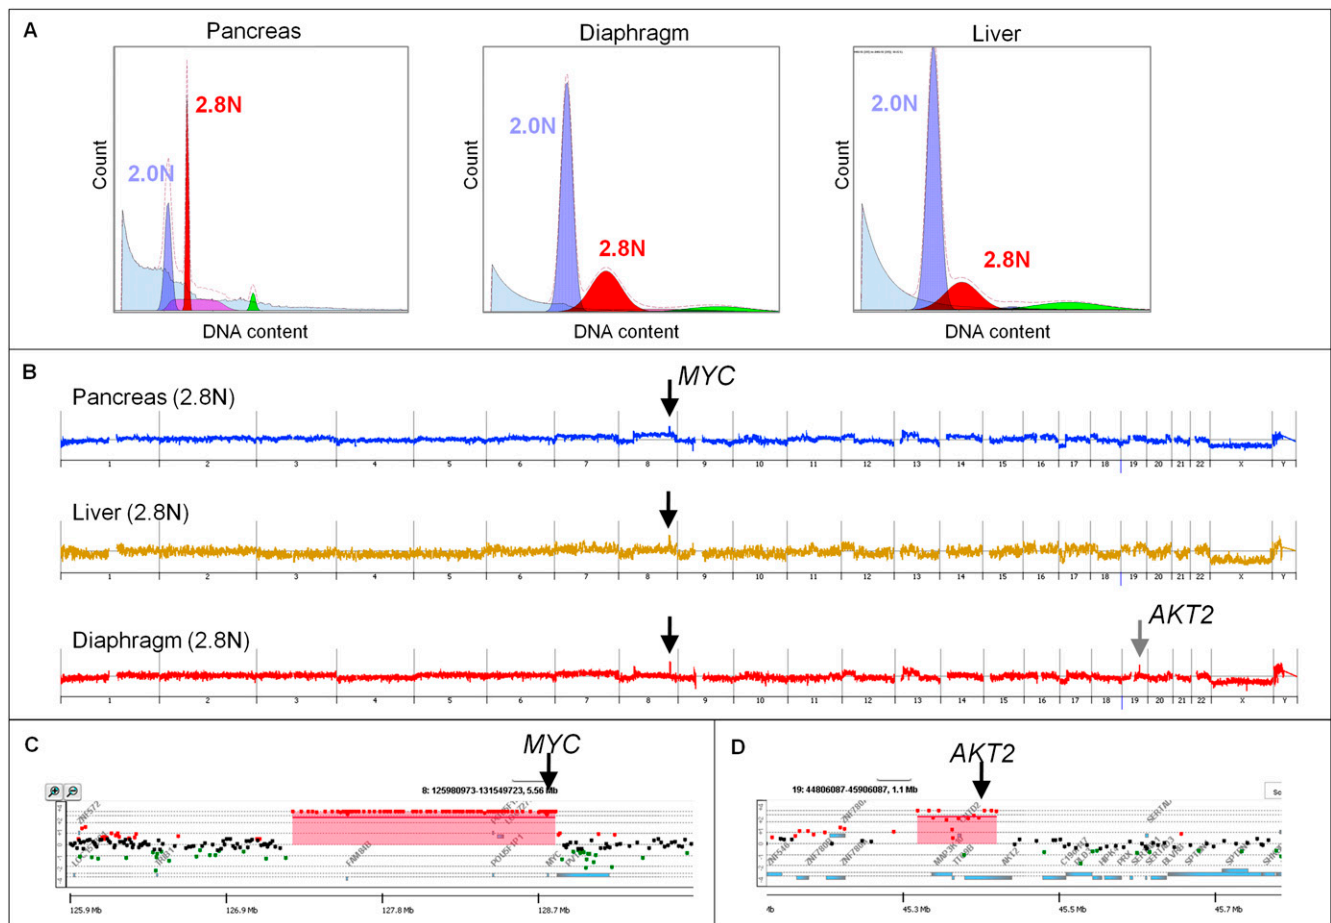 A
Pancreas
Diaphragm
Liver
2.8N
2.0N
2.0N
2.8N
2.0N
2.8N
Count
Count
Count
DNA content
DNA content
DNA content
B
MYC
Pancreas (2.8N)
1 2 3 4 5 6 7 8 9 10 11 12 13 14 15 16 17 18 19 20 21 22 X Y
Liver (2.8N)
1 2 3 4 5 6 7 8 9 10 11 12 13 14 15 16 17 18 19 20 21 22 X Y
AKT2
Diaphragm (2.8N)
1 2 3 4 5 6 7 8 9 10 11 12 13 14 15 16 17 18 19 20 21 22 X Y
C
MYC
8: 125980973-131549723, 5.56 Mb
ZNF572
TRIB1
FAM84B
POU5F1P1
MYC
125.9 Mb 126.9 Mb 127.8 Mb 128.7 Mb
D
AKT2
19: 44806087-45906087, 1.1 Mb
AKT2
45.3 Mb 45.5 Mb 45.7 Mb